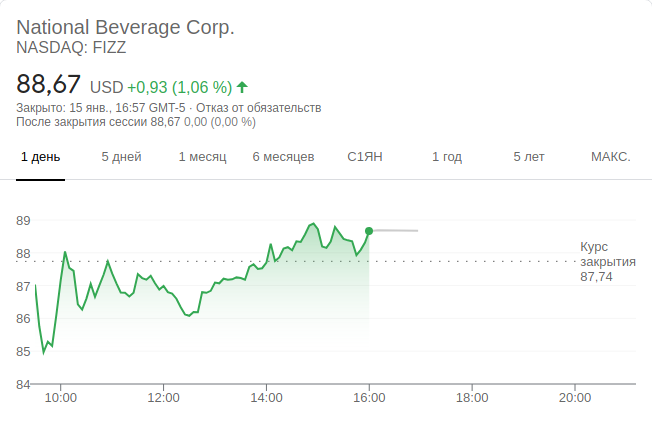 National Beverage Corp.
NASDAQ: FIZZ
88,67 USD +0,93 (1,06 %)
Закрыто: 15 янв., 16:57 GMT-5 · Отказ от обязательств
После закрытия сессии 88,67 0,00 (0,00 %)
1 день 5 дней 1 месяц 6 месяцев С1ЯН 1 год 5 лет МАКС.
89
88
87
86
85
84
Курс
закрытия
87,74
10:00 12:00 14:00 16:00 18:00 20:00